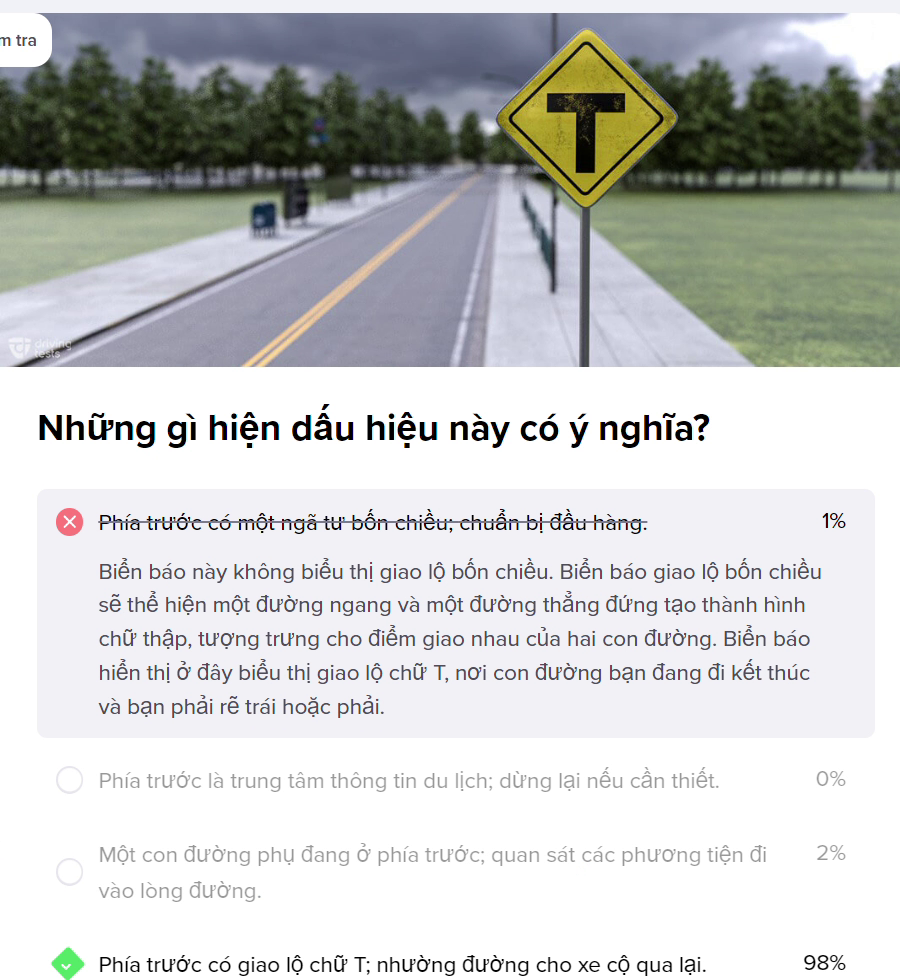 m tra
T
driving
tests
Những gì hiện dấu hiệu này có ý nghĩa?
Phía trước có một ngã tư bốn chiều; chuẩn bị đầu hàng.
1%
Biển báo này không biểu thị giao lộ bốn chiều. Biển báo giao lộ bốn chiều
sẽ thể hiện một đường ngang và một đường thẳng đứng tạo thành hình
chữ thập, tượng trưng cho điểm giao nhau của hai con đường. Biển báo
hiển thị ở đây biểu thị giao lộ chữ T, nơi con đường bạn đang đi kết thúc
và bạn phải rẽ trái hoặc phải.
Phía trước là trung tâm thông tin du lịch; dừng lại nếu cần thiết.
0%
Một con đường phụ đang ở phía trước; quan sát các phương tiện đi
2%
vào lòng đường.
Phía trước có giao lộ chữ T; nhường đường cho xe cộ qua lại.
98%